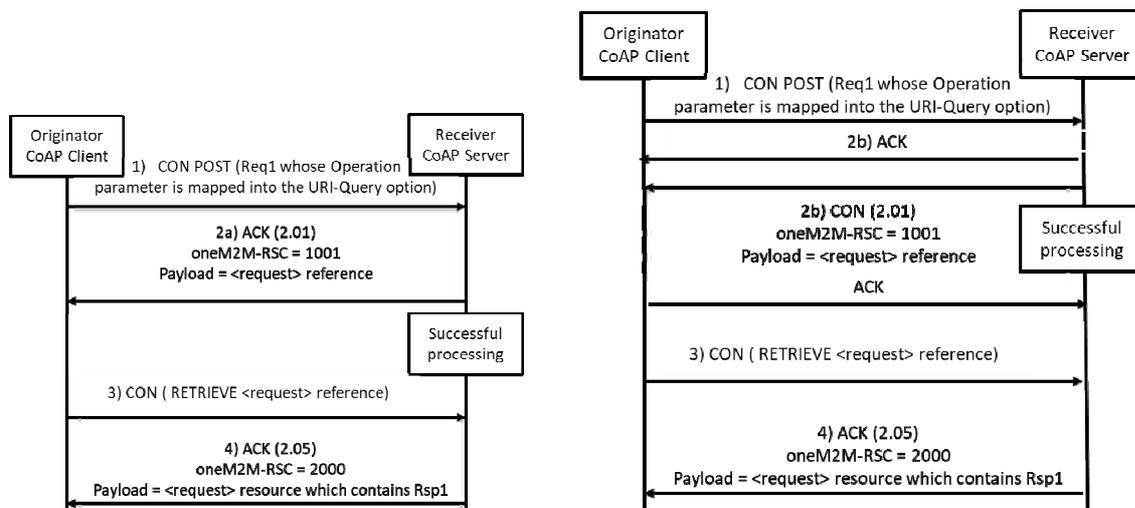 Originator
CoAP Client
Receiver
CoAP Server
1) CON POST (Req1 whose Operation
parameter is mapped into the URI-Query option)
2a) ACK (2.01)
oneM2M-RSC = 1001
Payload = <request> reference
Successful
processing
3) CON ( RETRIEVE <request> reference)
4) ACK (2.05)
oneM2M-RSC = 2000
Payload = <request> resource which contains Rsp1
Originator
CoAP Client
Receiver
CoAP Server
1) CON POST (Req1 whose Operation
parameter is mapped into the URI-Query option)
2b) ACK
2b) CON (2.01)
oneM2M-RSC = 1001
Payload = <request> reference
Successful
processing
ACK
3) CON ( RETRIEVE <request> reference)
4) ACK (2.05)
oneM2M-RSC = 2000
Payload = <request> resource which contains Rsp1